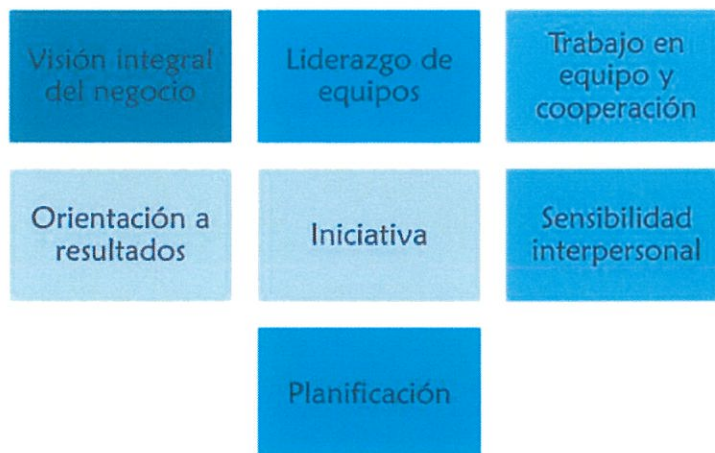 Visión integral
del negocio
Liderazgo de
equipos
Trabajo en
equipo y
cooperación
Orientación a
resultados
Iniciativa
Sensibilidad
interpersonal
Planificación